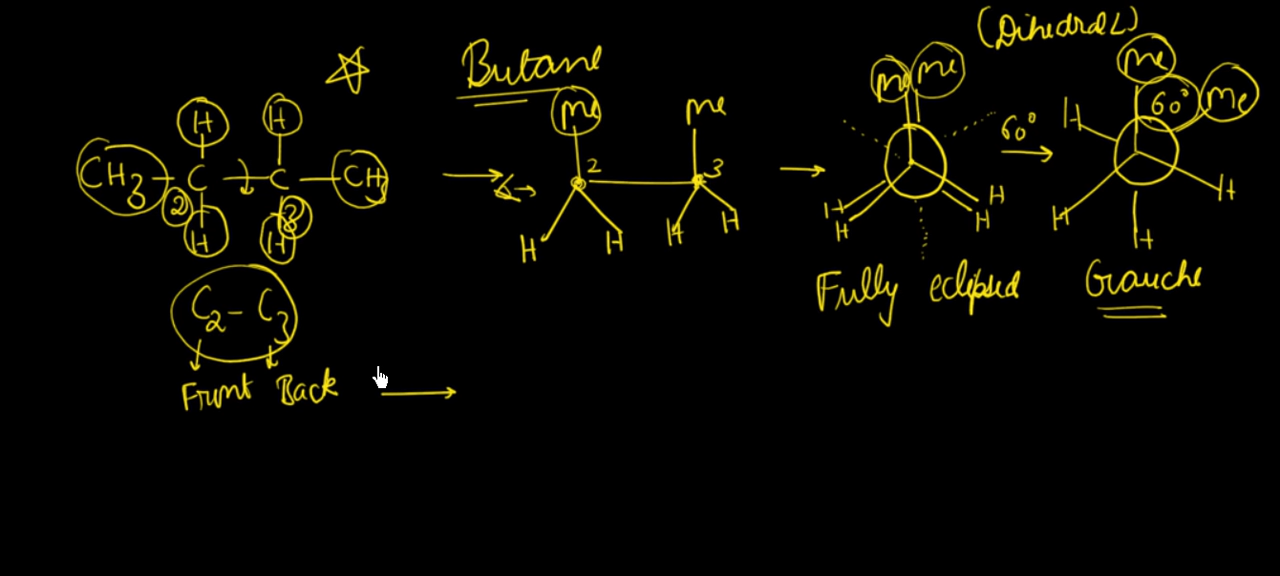 Butane
(Dihedral ∠)
H H
CH3 - C - C - CH3
2 3
H H
C2 - C3
Front Back
Me Me
2 3
H H H H
Me Me
H H
H H
Fully eclipsed
60°
Me
60° Me
H
H H
H
Grauche